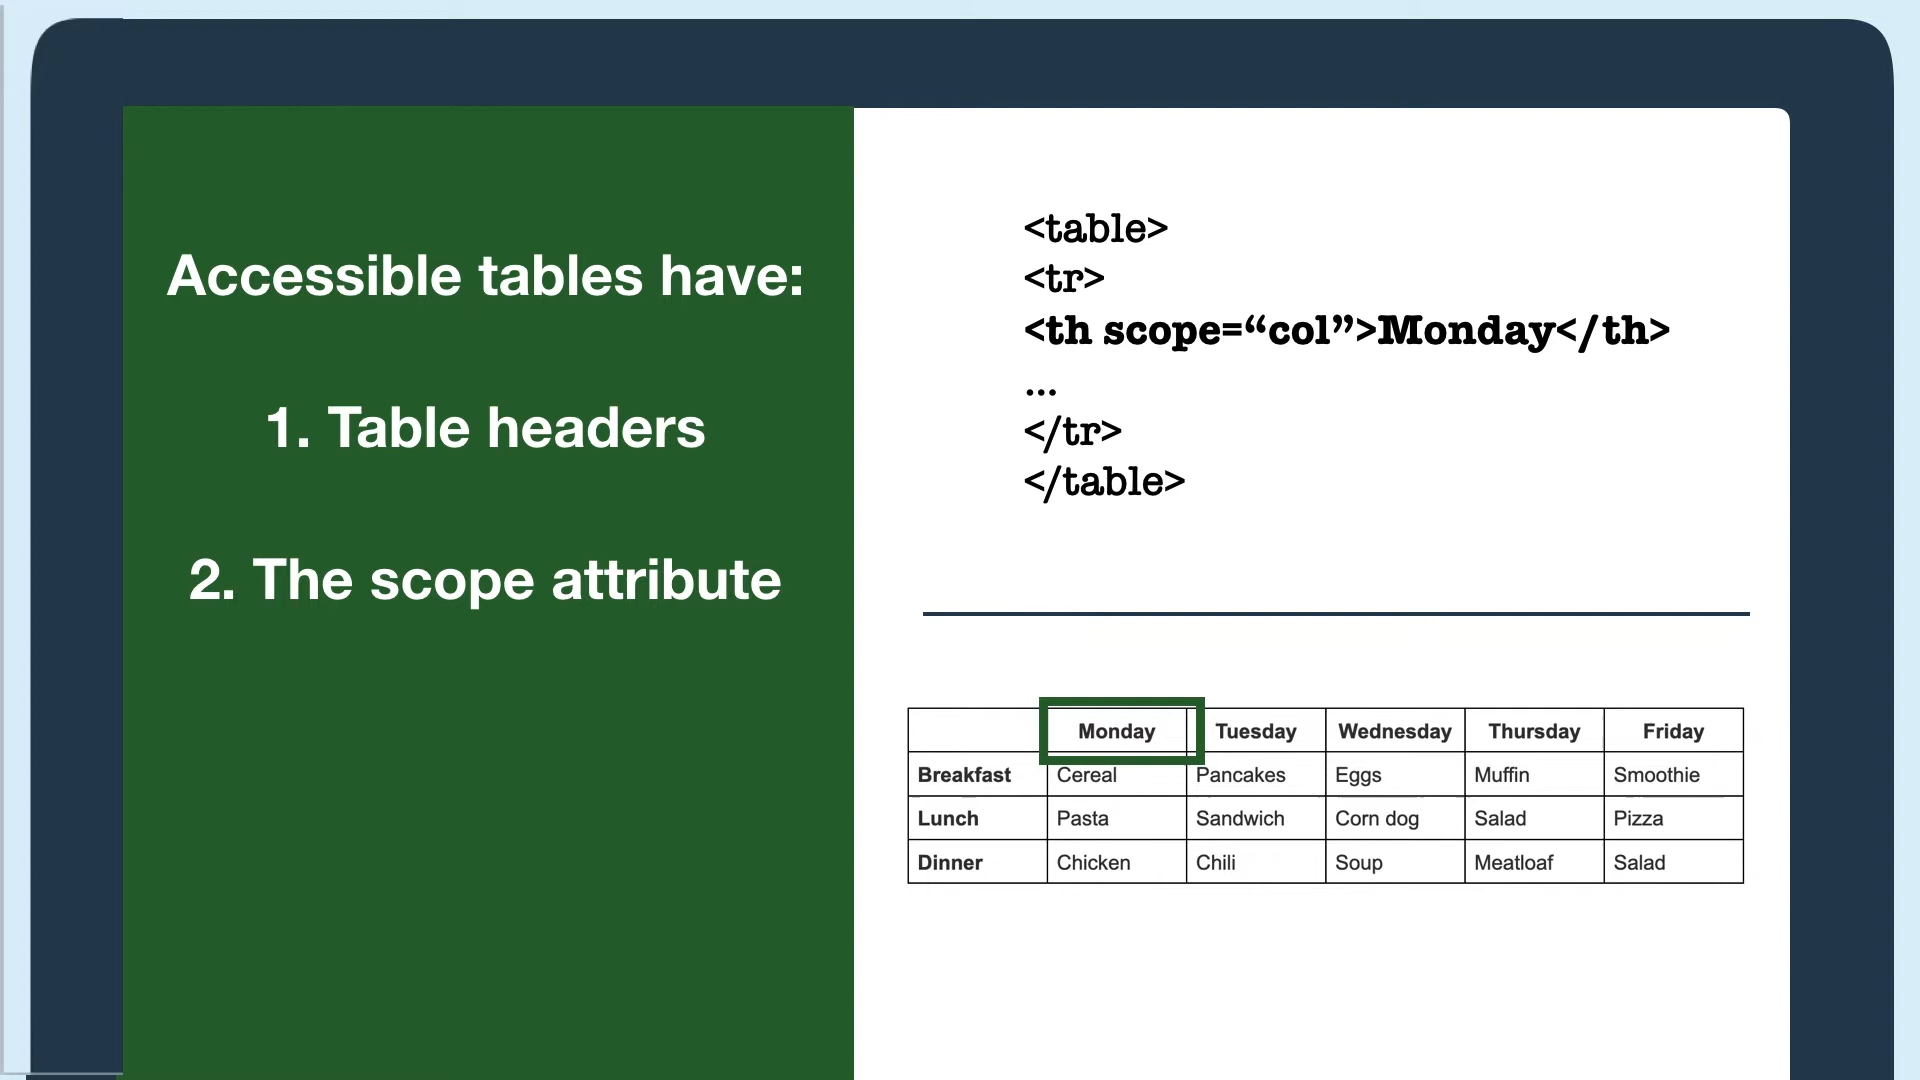 Accessible tables have:
1. Table headers
2. The scope attribute
<table>
<tr>
<th scope=“col”>Monday</th>
...
</tr>
</table>
Monday Tuesday Wednesday Thursday Friday
Breakfast Cereal Pancakes Eggs Muffin Smoothie
Lunch Pasta Sandwich Corn dog Salad Pizza
Dinner Chicken Chili Soup Meatloaf Salad